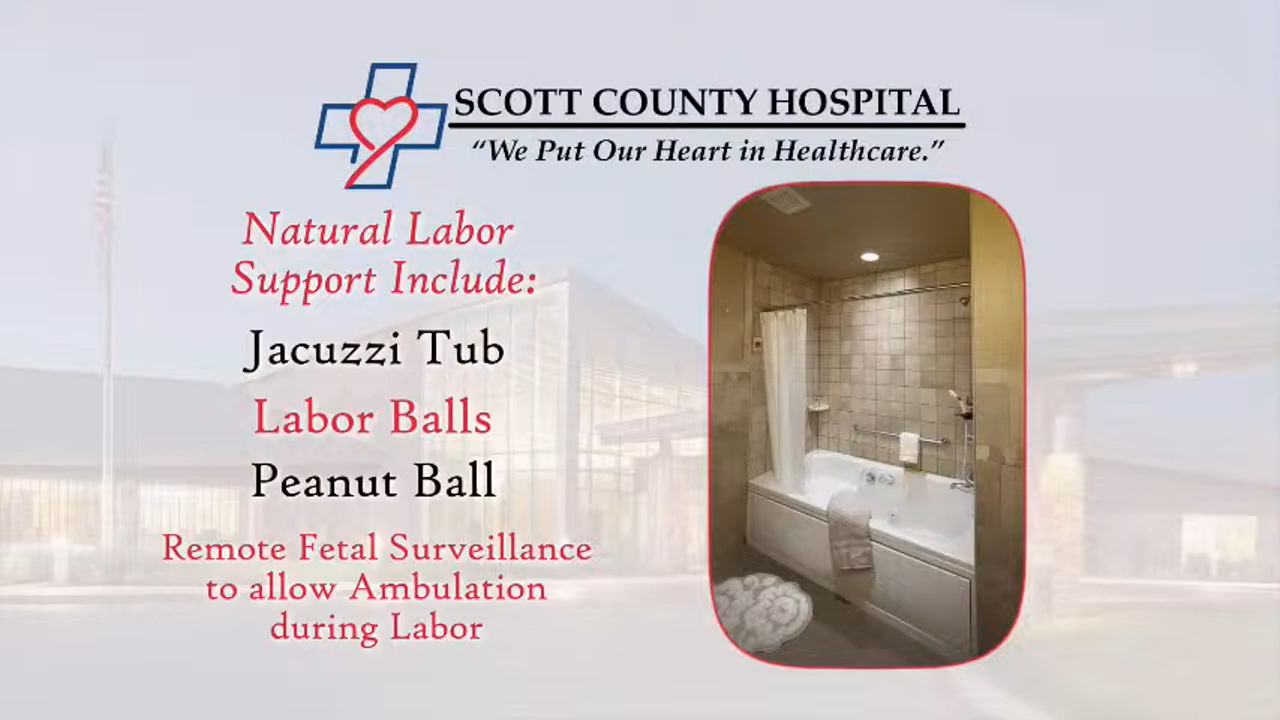 SCOTT COUNTY HOSPITAL
“We Put Our Heart in Healthcare.”
Natural Labor
Support Include:
Jacuzzi Tub
Labor Balls
Peanut Ball
Remote Fetal Surveillance
to allow Ambulation
during Labor